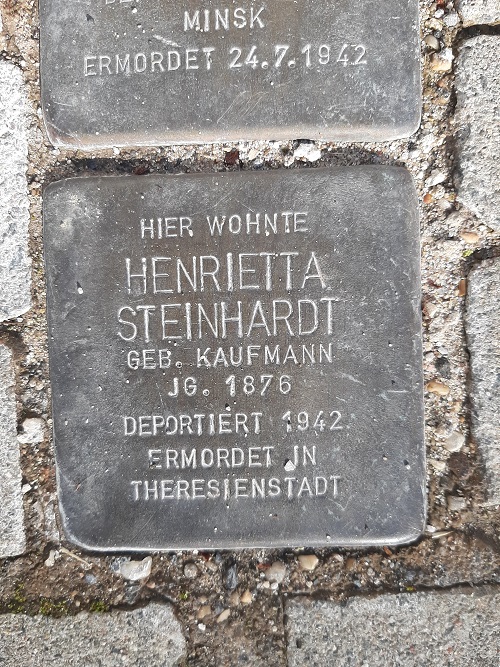 MINSK
ERMORDET 24.7.1942
HIER WOHNTE
HENRIETTA
STEINHARDT
GEB. KAUFMANN
JG. 1876
DEPORTIERT 1942
ERMORDET IN
THERESIENSTADT